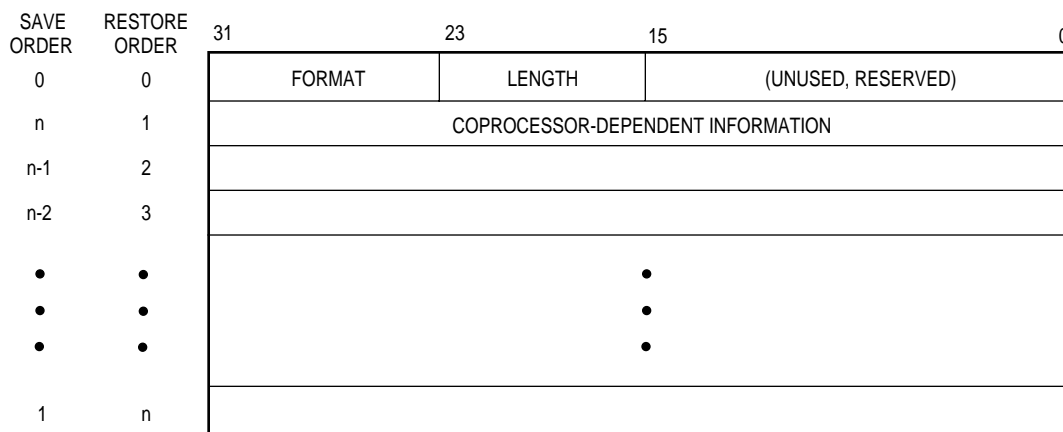 SAVE ORDER RESTORE ORDER 31 23 15 0
0 0 FORMAT LENGTH (UNUSED, RESERVED)
n 1 COPROCESSOR-DEPENDENT INFORMATION
n-1 2
n-2 3
1 n